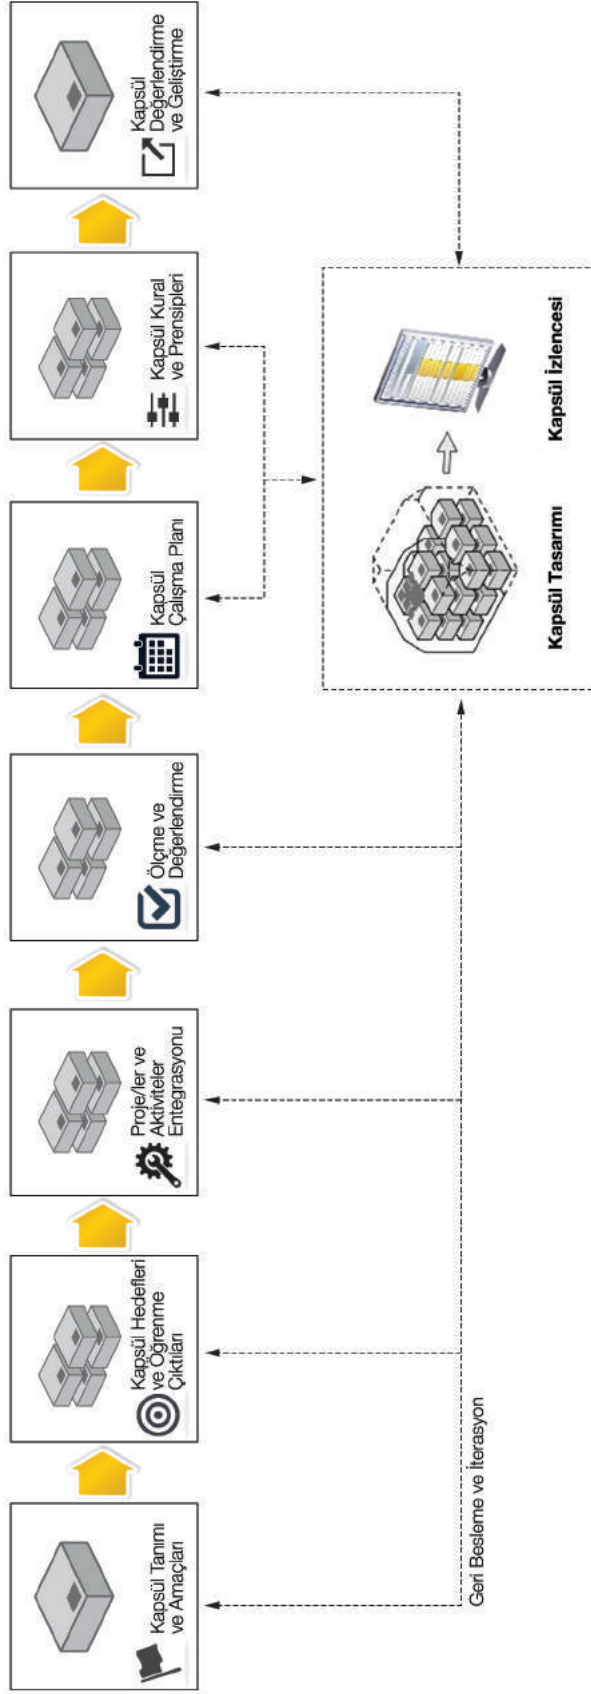 Kapsül Tanımı
ve Amaçları
Kapsül Hedefleri
ve Öğrenme
Çıktıları
Proje/ler ve
Aktiviteler
Entegrasyonu
Ölçme ve
Değerlendirme
Kapsül
Çalışma Planı
Kapsül Kural
ve Prensipleri
Kapsül
Değerlendirme
ve Geliştirme
Geri Besleme ve İterasyon
Kapsül Tasarımı
Kapsül İzlencesi